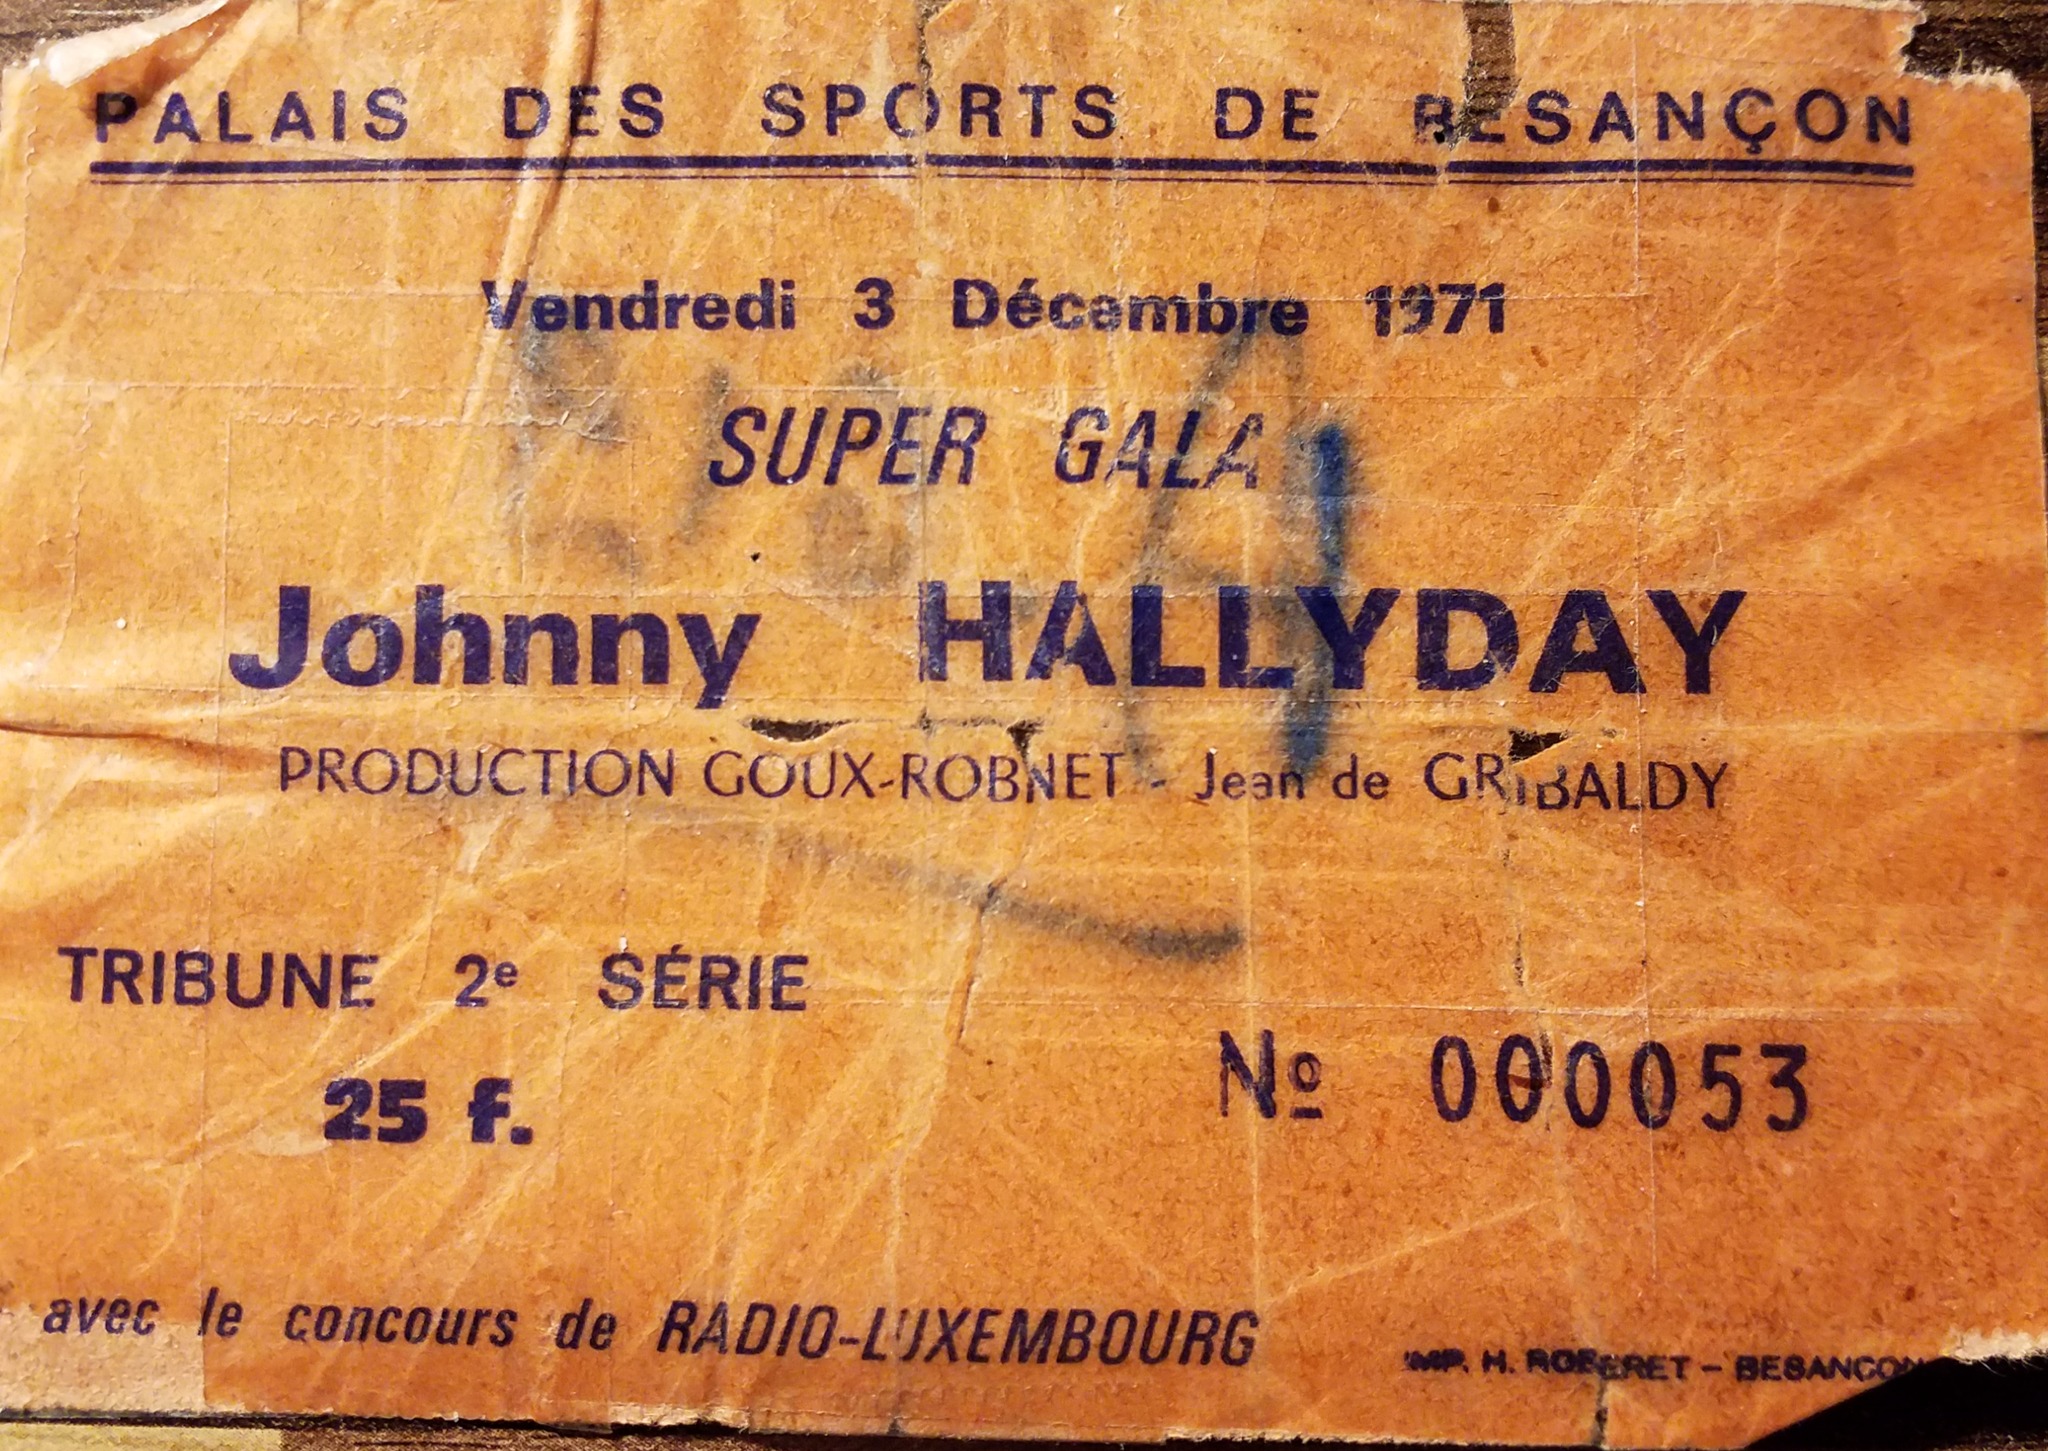 PALAIS DES SPORTS DE BESANÇON
Vendredi 3 Décembre 1971
SUPER GALA
Johnny HALLYDAY
PRODUCTION GOUX-ROBNET - Jean de GRIBALDY
TRIBUNE 2e SÉRIE
25 f.
Nº 000053
avec le concours de RADIO-LUXEMBOURG
IMP. H. - BESANÇON